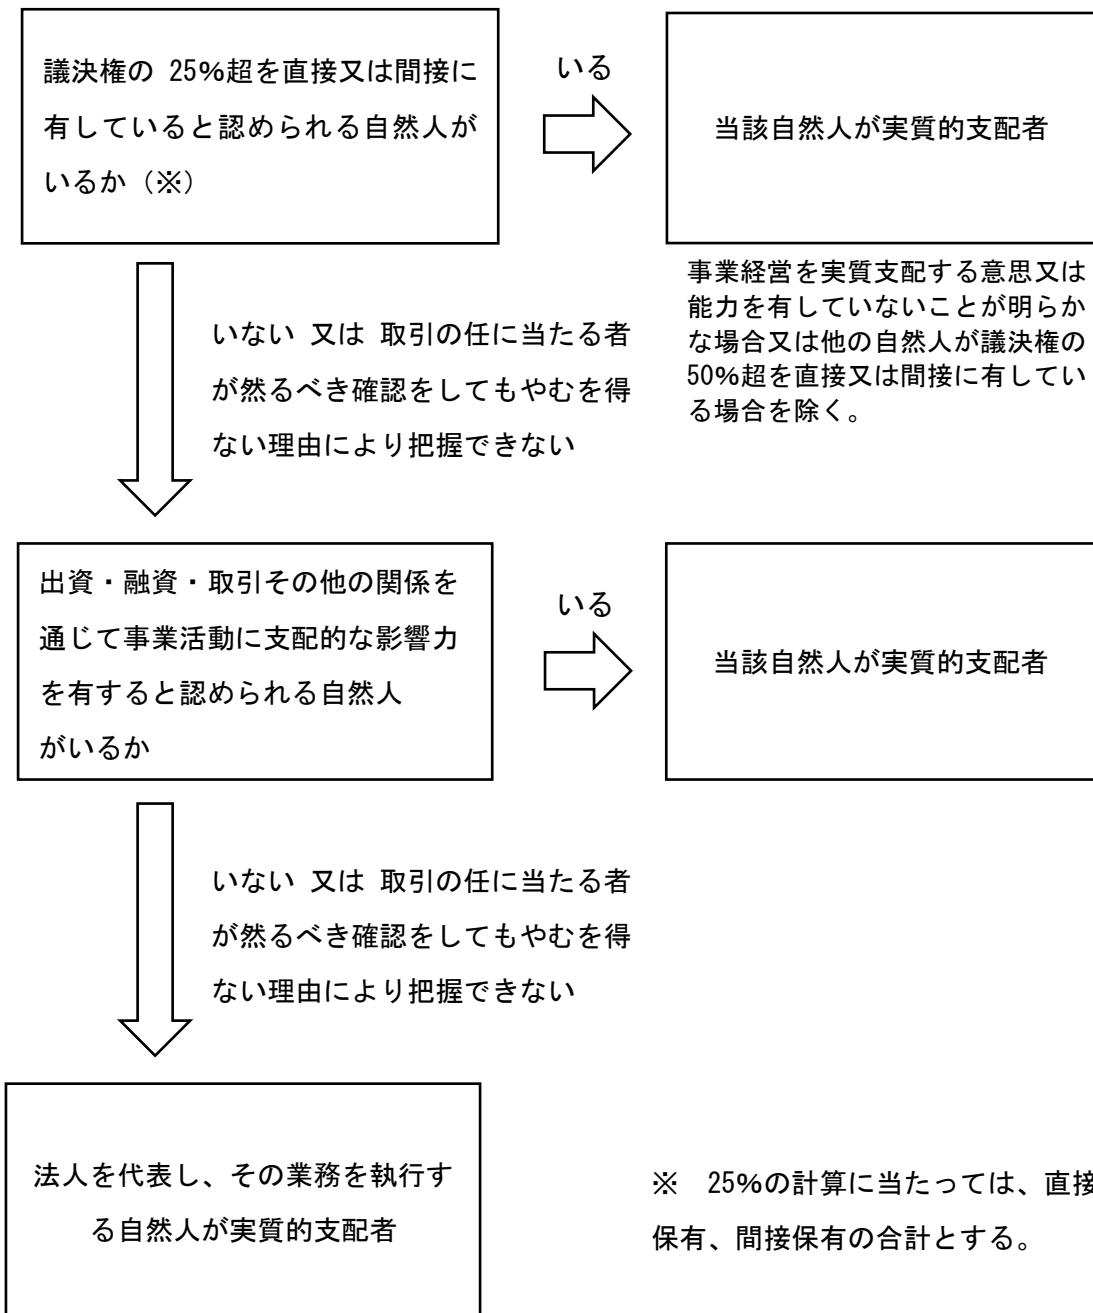 議決権の 25%超を直接又は間接に
有していると認められる自然人が
いるか（※）
いる
当該自然人が実質的支配者
事業経営を実質支配する意思又は
能力を有していないことが明らか
な場合又は他の自然人が議決権の
50%超を直接又は間接に有してい
る場合を除く。
いない 又は 取引の任に当たる者
が然るべき確認をしてもやむを得
ない理由により把握できない
出資・融資・取引その他の関係を
通じて事業活動に支配的な影響力
を有すると認められる自然人
がいるか
いる
当該自然人が実質的支配者
いない 又は 取引の任に当たる者
が然るべき確認をしてもやむを得
ない理由により把握できない
法人を代表し、その業務を執行す
る自然人が実質的支配者
※　25%の計算に当たっては、直接
保有、間接保有の合計とする。